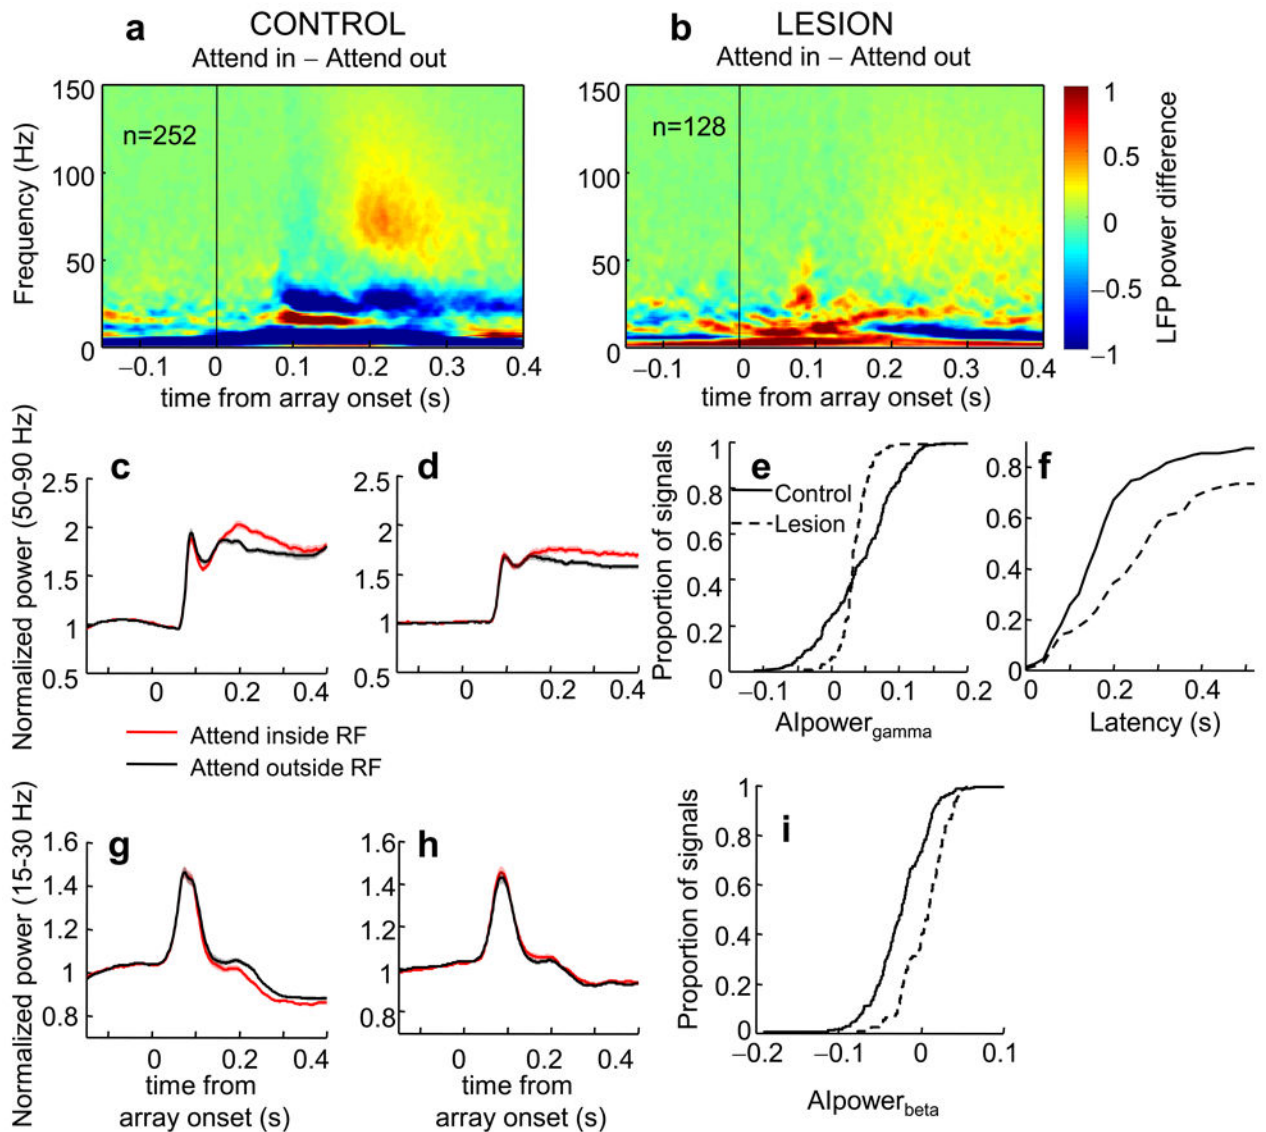 a CONTROL
Attend in – Attend out
b LESION
Attend in – Attend out
150
100
50
0
Frequency (Hz)
n=252
−0.1 0 0.1 0.2 0.3 0.4
time from array onset (s)
150
100
50
0
n=128
−0.1 0 0.1 0.2 0.3 0.4
time from array onset (s)
1
0.5
0
−0.5
−1
LFP power difference
Normalized power (50-90 Hz)
c
2.5
2
1.5
1
0.5
0 0.2 0.4
d
2.5
2
1.5
1
0.5
0 0.2 0.4
Attend inside RF
Attend outside RF
Proportion of signals
e
1
0.8
0.6
0.4
0.2
0
Control
Lesion
−0.1 0 0.1 0.2
AIpowergamma
f
0.8
0.6
0.4
0.2
0
0 0.2 0.4
Latency (s)
Normalized power (15-30 Hz)
g
1.6
1.4
1.2
1
0.8
0 0.2 0.4
time from
array onset (s)
h
1.6
1.4
1.2
1
0.8
0 0.2 0.4
time from
array onset (s)
Proportion of signals
i
1
0.8
0.6
0.4
0.2
0
−0.2 −0.1 0 0.1
AIpowerbeta